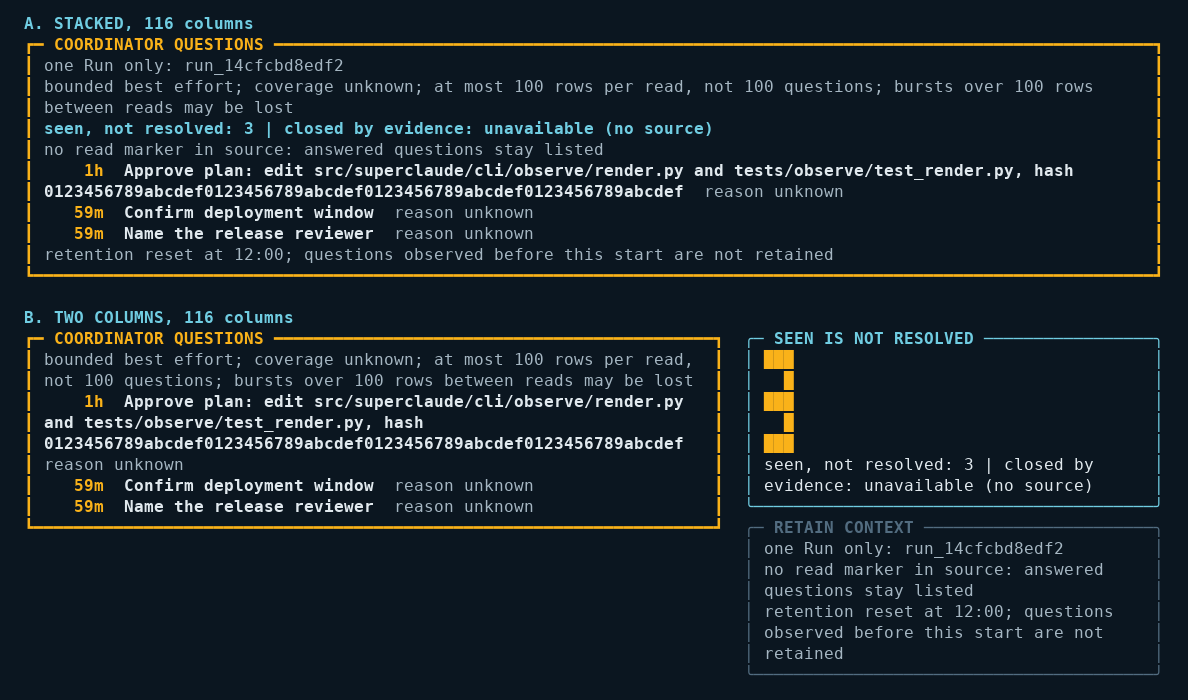 A. STACKED, 116 columns
COORDINATOR QUESTIONS
one Run only: run_14cfcbd8edf2
bounded best effort; coverage unknown; at most 100 rows per read, not 100 questions; bursts over 100 rows
between reads may be lost
seen, not resolved: 3 | closed by evidence: unavailable (no source)
no read marker in source: answered questions stay listed
1h  Approve plan: edit src/superclaude/cli/observe/render.py and tests/observe/test_render.py, hash
0123456789abcdef0123456789abcdef0123456789abcdef0123456789abcdef  reason unknown
59m  Confirm deployment window  reason unknown
59m  Name the release reviewer  reason unknown
retention reset at 12:00; questions observed before this start are not retained
B. TWO COLUMNS, 116 columns
COORDINATOR QUESTIONS
bounded best effort; coverage unknown; at most 100 rows per read,
not 100 questions; bursts over 100 rows between reads may be lost
1h  Approve plan: edit src/superclaude/cli/observe/render.py
and tests/observe/test_render.py, hash
0123456789abcdef0123456789abcdef0123456789abcdef0123456789abcdef
reason unknown
59m  Confirm deployment window  reason unknown
59m  Name the release reviewer  reason unknown
SEEN IS NOT RESOLVED
3
seen, not resolved: 3 | closed by
evidence: unavailable (no source)
RETAIN CONTEXT
one Run only: run_14cfcbd8edf2
no read marker in source: answered
questions stay listed
retention reset at 12:00; questions
observed before this start are not
retained